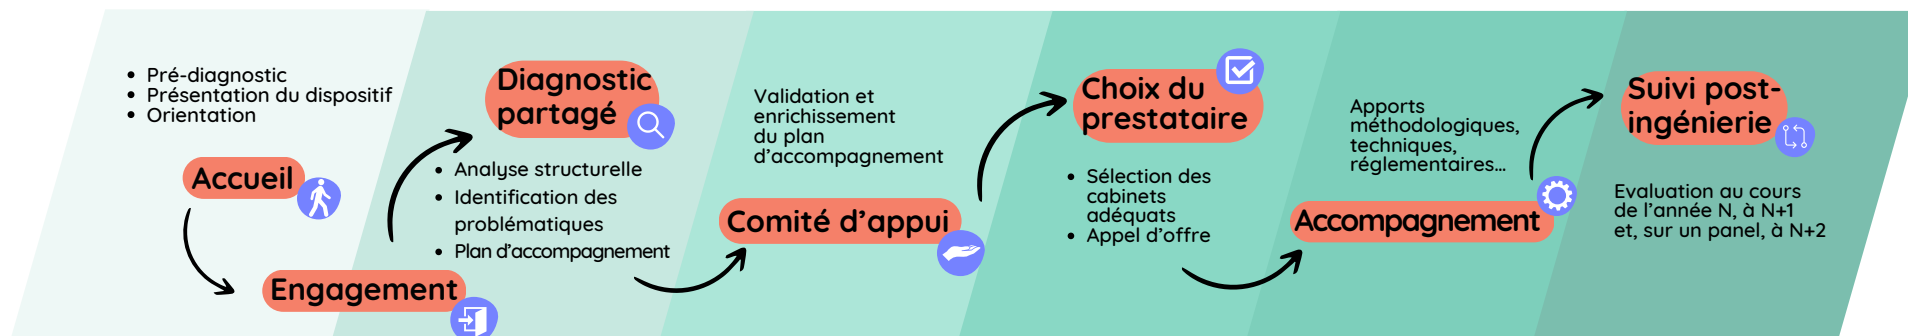 • Pré-diagnostic
• Présentation du dispositif
• Orientation
Accueil
Engagement
Diagnostic
partagé
• Analyse structurelle
• Identification des
problématiques
• Plan d’accompagnement
Validation et
enrichissement
du plan
d’accompagnement
Comité d’appui
Choix du
prestataire
• Sélection des
cabinets
adéquats
• Appel d’offre
Apports
méthodologiques,
techniques,
réglementaires...
Accompagnement
Suivi post-
ingénierie
Evaluation au cours
de l’année N, à N+1
et, sur un panel, à N+2